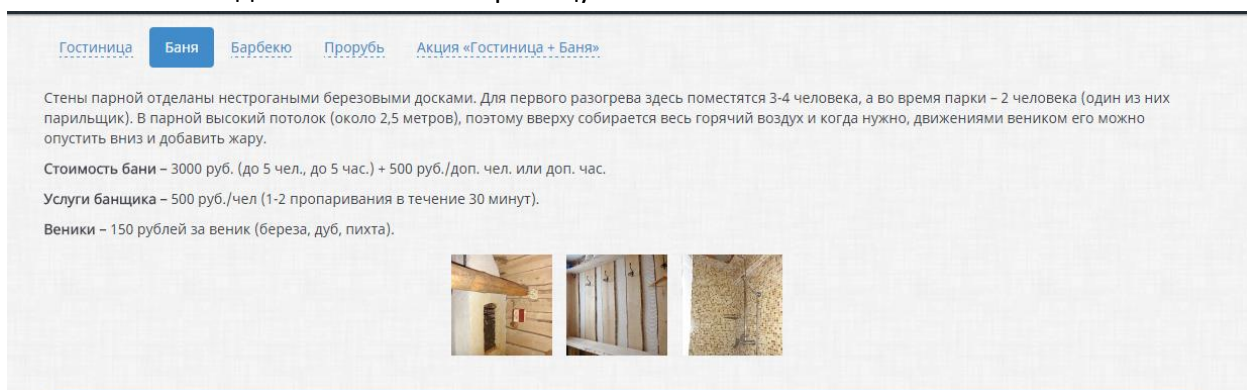 Гостиница Баня Барбекю Прорубь Акция «Гостиница + Баня»
Стены парной отделаны нестрогаными березовыми досками. Для первого разогрева здесь поместятся 3-4 человека, а во время парки – 2 человека (один из них
парильщик). В парной высокий потолок (около 2,5 метров), поэтому вверху собирается весь горячий воздух и когда нужно, движениями веником его можно
опустить вниз и добавить жару.
Стоимость бани – 3000 руб. (до 5 чел., до 5 час.) + 500 руб./доп. чел. или доп. час.
Услуги банщика – 500 руб./чел (1-2 пропаривания в течение 30 минут).
Веники – 150 рублей за веник (береза, дуб, пихта).